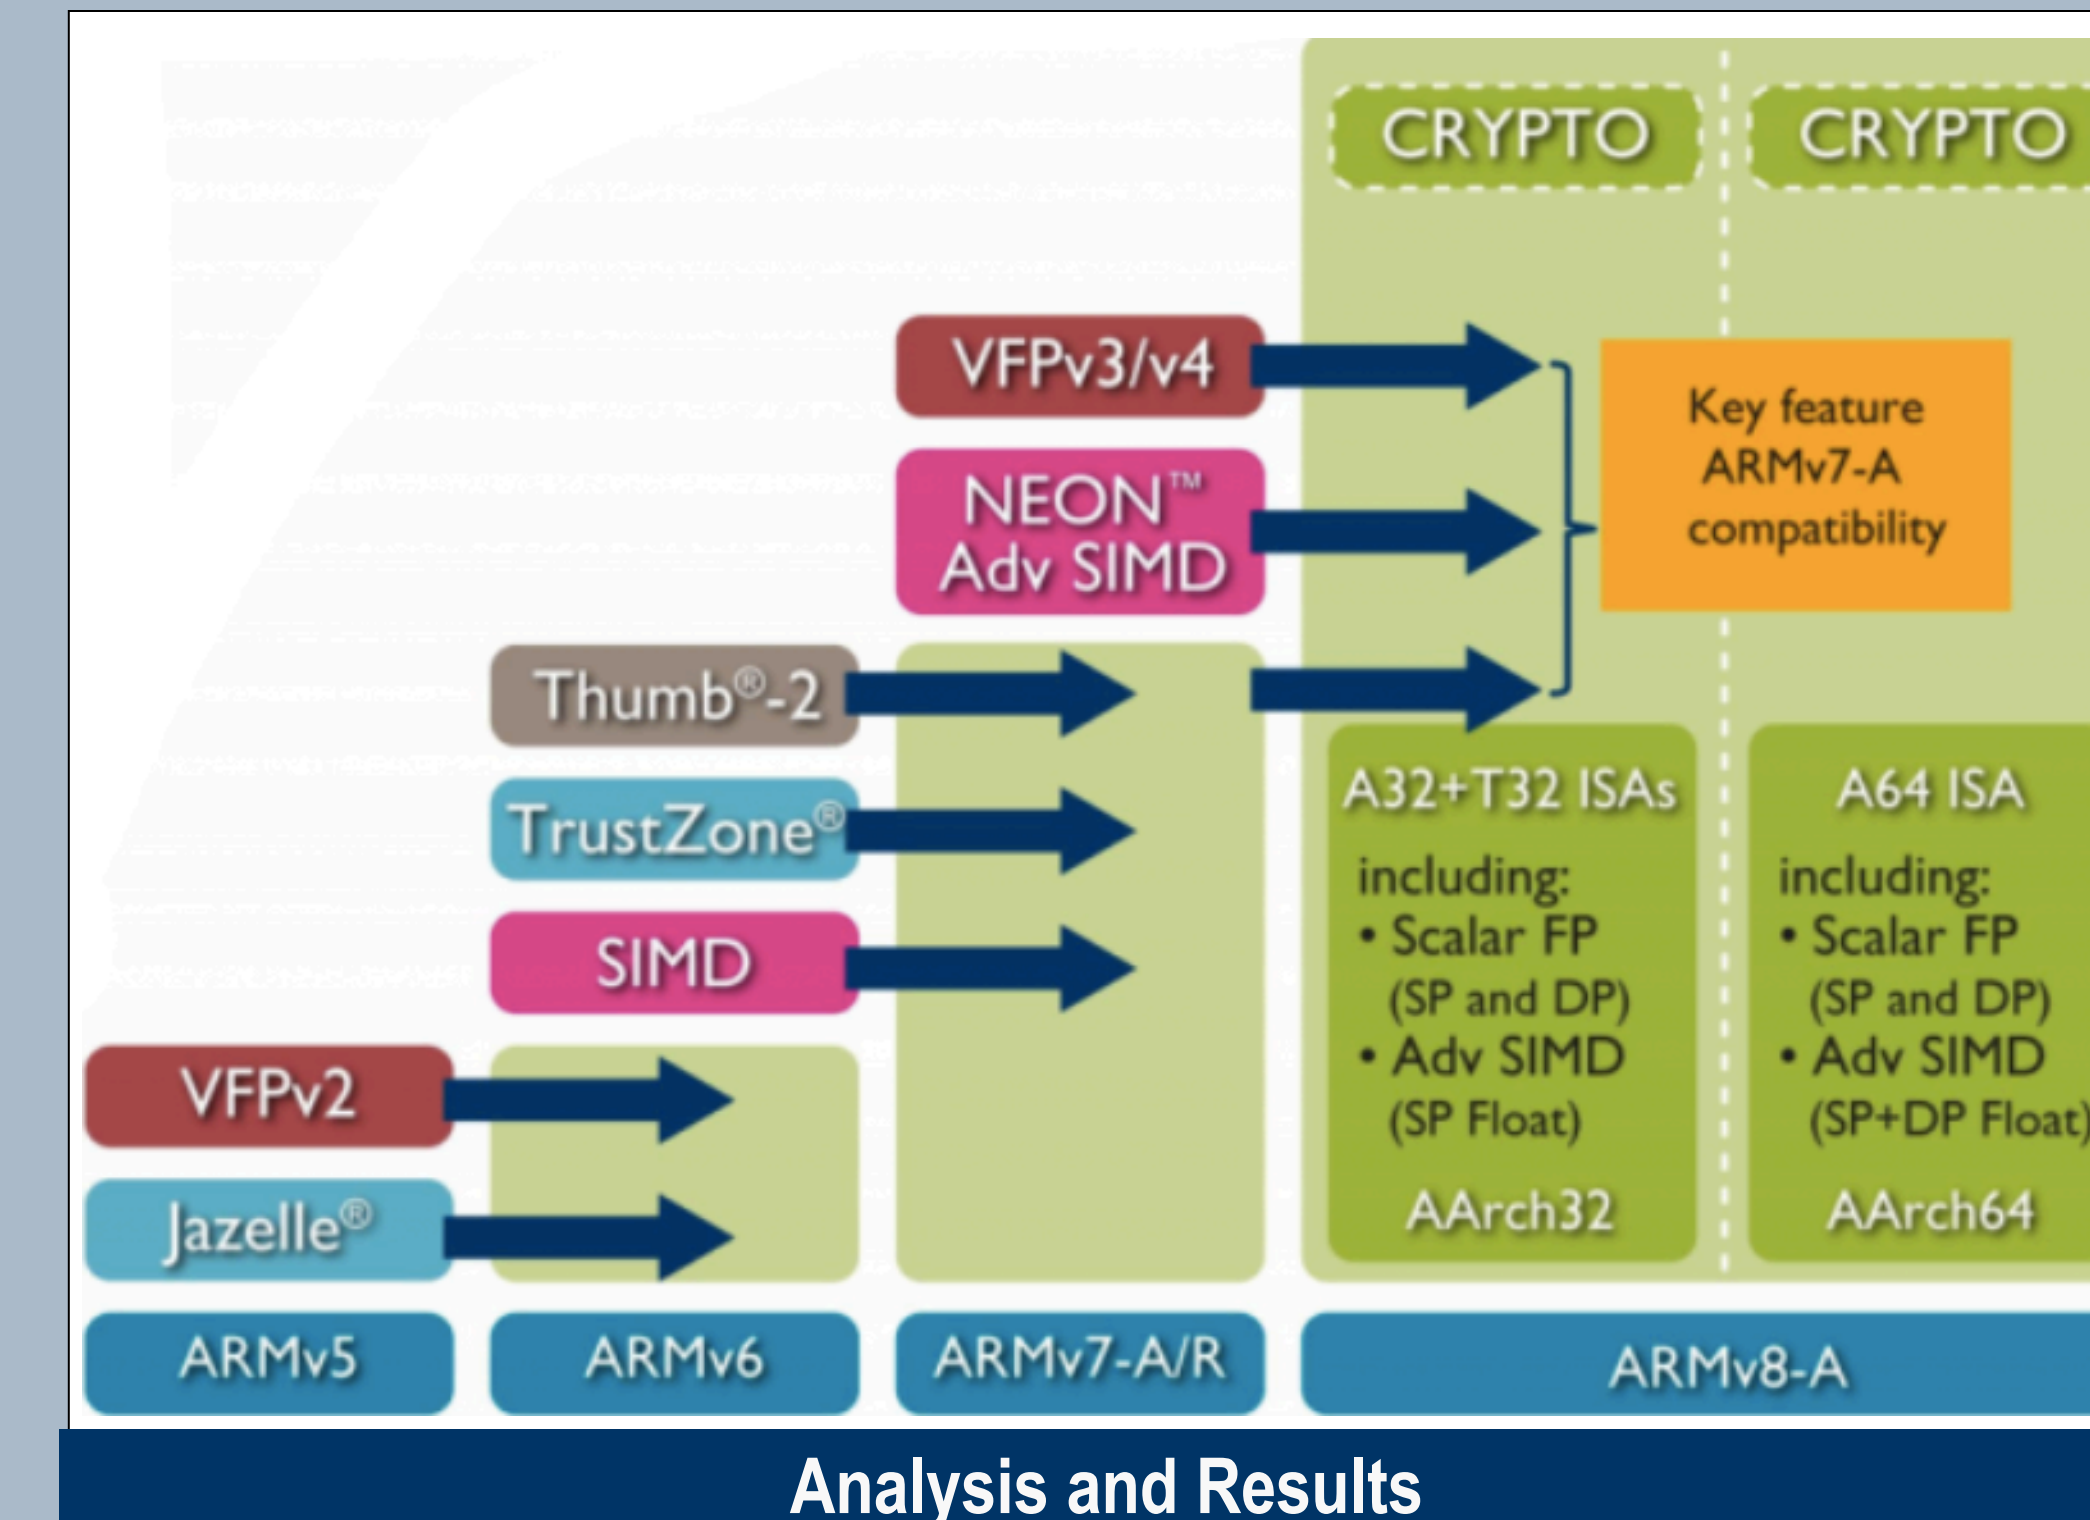 CRYPTO
CRYPTO
VFPv3/v4
Key feature
ARMv7-A
compatibility
NEON™
Adv SIMD
Thumb®-2
TrustZone®
SIMD
VFPv2
Jazelle®
A32+T32 ISAs
including:
• Scalar FP
(SP and DP)
• Adv SIMD
(SP Float)
AArch32
A64 ISA
including:
• Scalar FP
(SP and DP)
• Adv SIMD
(SP+DP Float)
AArch64
ARMv5
ARMv6
ARMv7-A/R
ARMv8-A
Analysis and Results